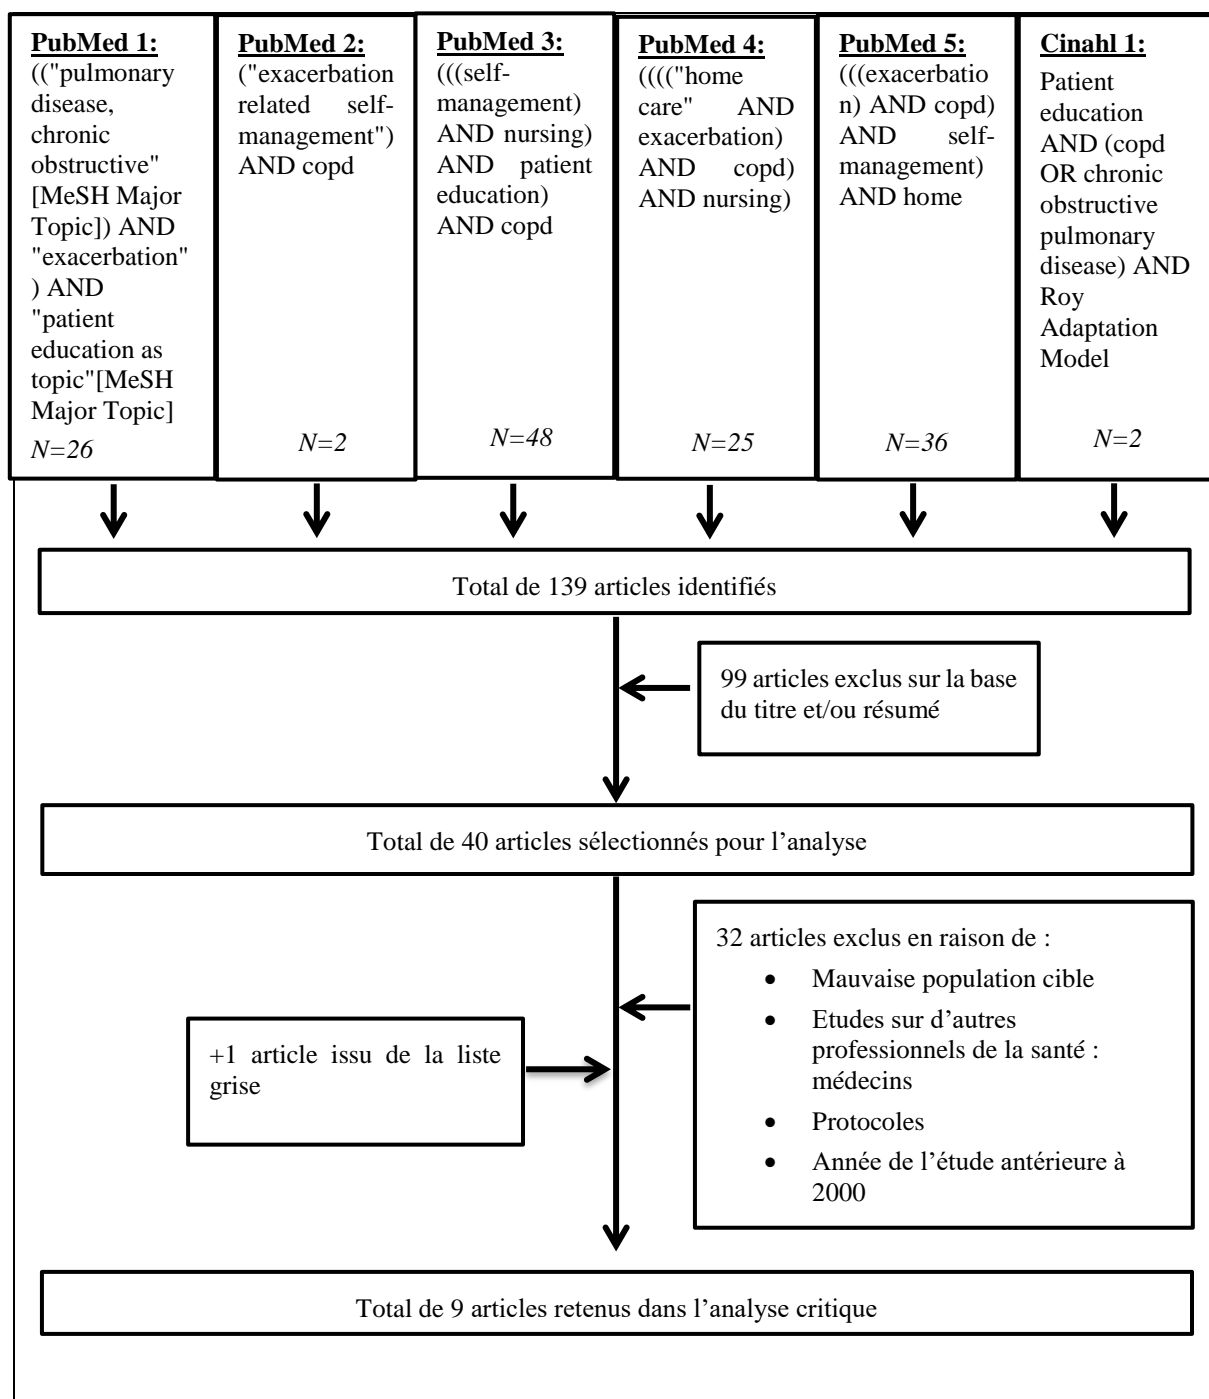 PubMed 1:
(("pulmonary
disease,
chronic
obstructive"
[MeSH Major
Topic]) AND
"exacerbation"
) AND
"patient
education as
topic"[MeSH
Major Topic]
N=26
PubMed 2:
("exacerbation
related self-
management")
AND copd
N=2
PubMed 3:
(((self-
management)
AND nursing)
AND patient
education)
AND copd
N=48
PubMed 4:
(((("home
care" AND
exacerbation)
AND copd)
AND nursing)
N=25
PubMed 5:
(((exacerbatio
n) AND copd)
AND self-
management)
AND home
N=36
Cinahl 1:
Patient
education
AND (copd
OR chronic
obstructive
pulmonary
disease) AND
Roy
Adaptation
Model
N=2
Total de 139 articles identifiés
99 articles exclus sur la base
du titre et/ou résumé
Total de 40 articles sélectionnés pour l’analyse
32 articles exclus en raison de :
• Mauvaise population cible
• Etudes sur d’autres
professionnels de la santé :
médecins
• Protocoles
• Année de l’étude antérieure à
2000
+1 article issu de la liste
grise
Total de 9 articles retenus dans l’analyse critique